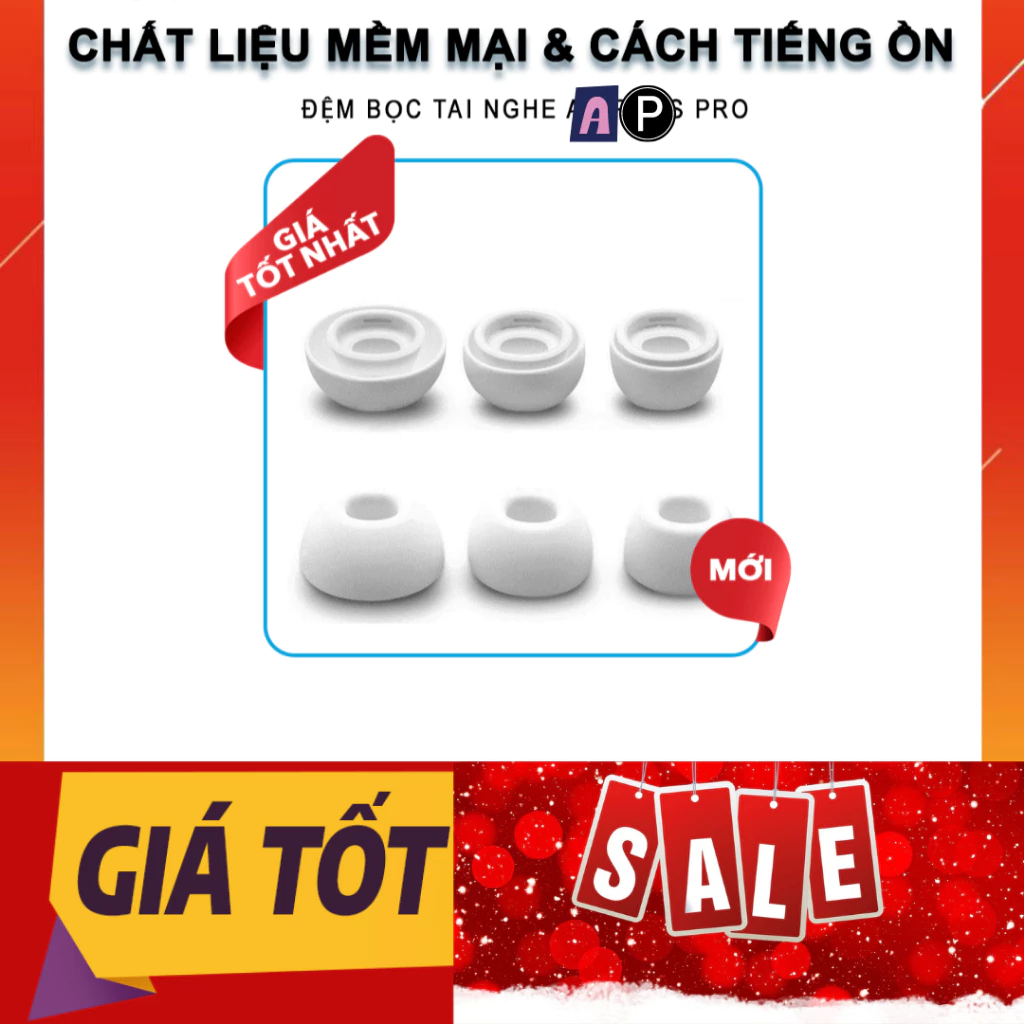 CHẤT LIỆU MỀM MẠI & CÁCH TIẾNG ỒN
ĐỆM BỌC TAI NGHE
A P
PRO
GIÁ
TỐT NHẤT
MỚI
GIÁ TỐT
SALE